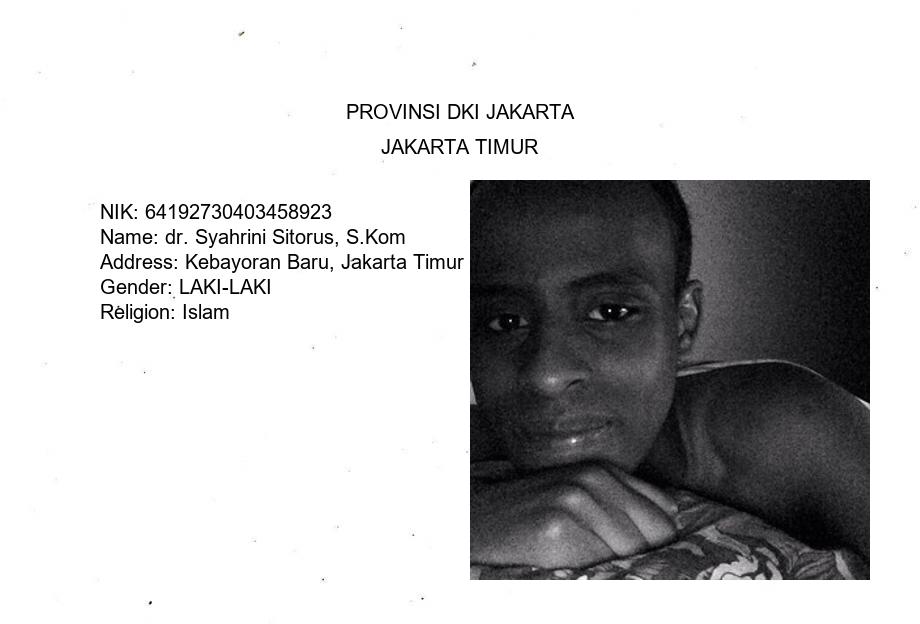 PROVINSI DKI JAKARTA
JAKARTA TIMUR
NIK: 64192730403458923
Name: dr. Syahrini Sitorus, S.Kom
Address: Kebayoran Baru, Jakarta Timur
Gender: LAKI-LAKI
Religion: Islam